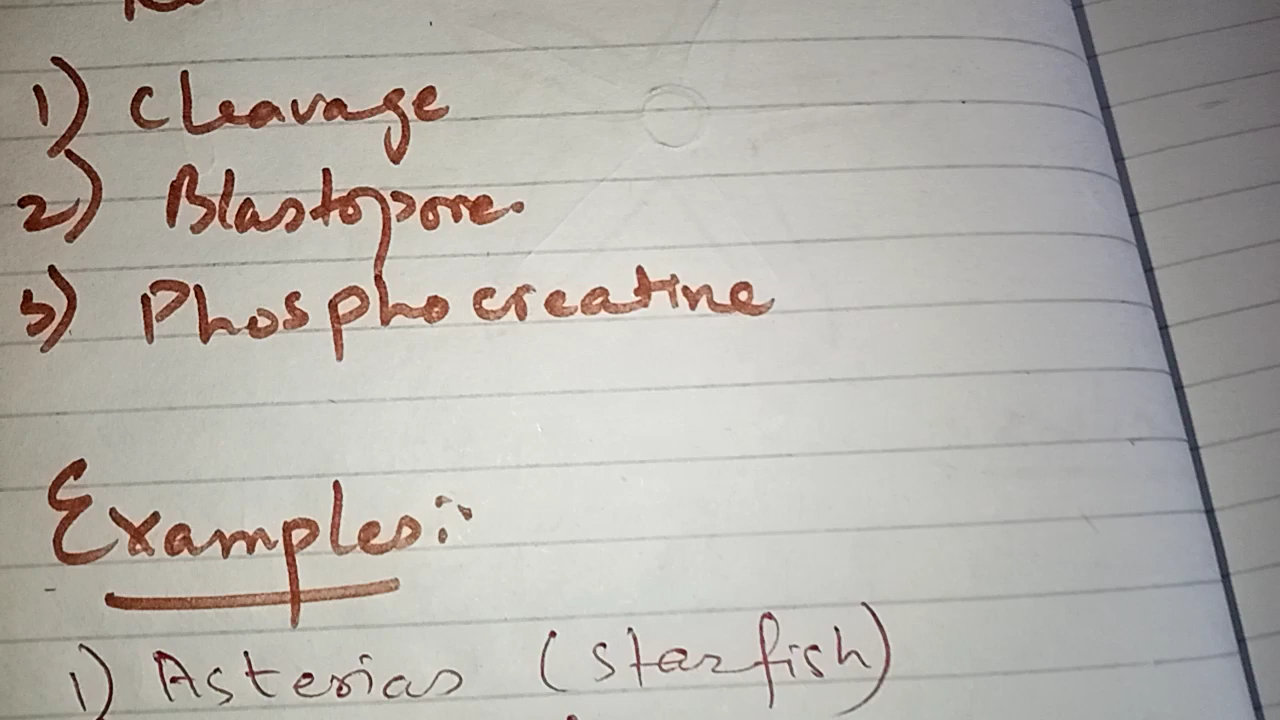 1) Cleavage
2) Blastopore.
3) Phosphocreatine
Examples:
1) Asterias (starfish)